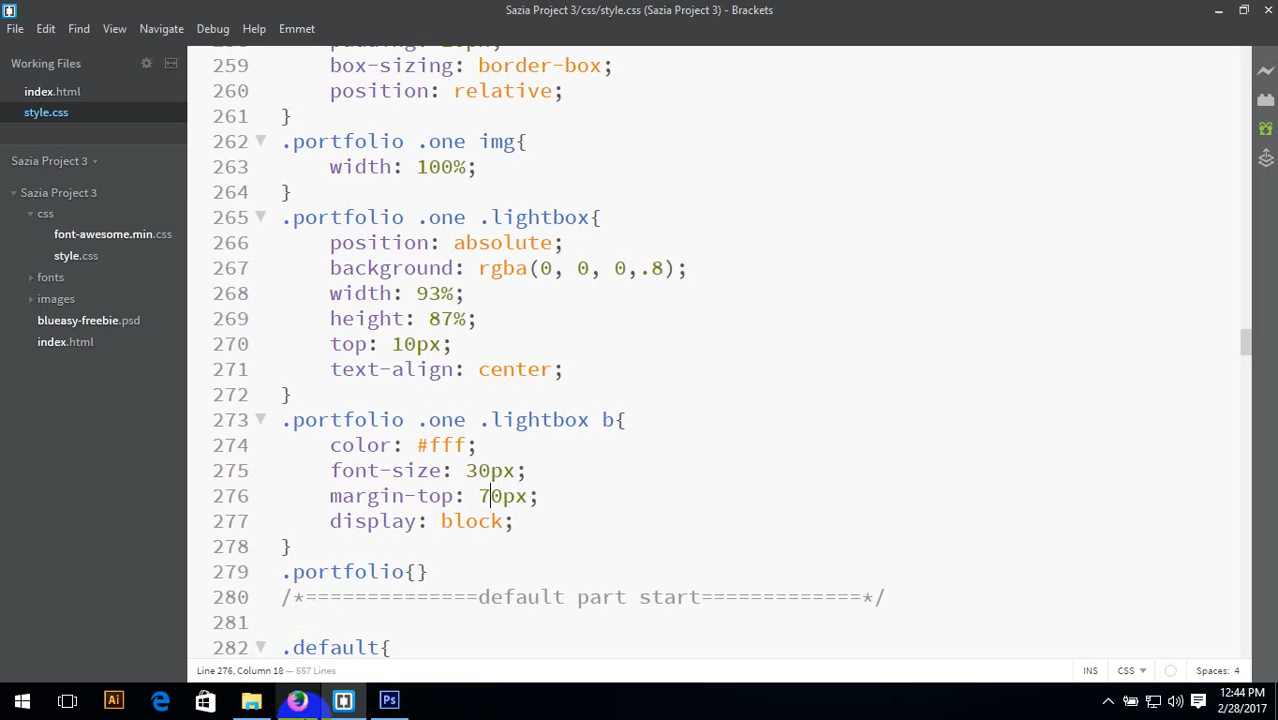 Sazia Project 3/css/style.css (Sazia Project 3) - Brackets
File Edit Find View Navigate Debug Help Emmet
Working Files
index.html
style.css
Sazia Project 3
Sazia Project 3
css
font-awesome.min.css
style.css
fonts
images
blueasy-freebie.psd
index.html
259 box-sizing: border-box;
260 position: relative;
261 }
262 .portfolio .one img{
263 width: 100%;
264 }
265 .portfolio .one .lightbox{
266 position: absolute;
267 background: rgba(0, 0, 0,.8);
268 width: 93%;
269 height: 87%;
270 top: 10px;
271 text-align: center;
272 }
273 .portfolio .one .lightbox b{
274 color: #fff;
275 font-size: 30px;
276 margin-top: 70px;
277 display: block;
278 }
279 .portfolio{}
280 /*==============default part start=============*/
281
282 .default{
Line 276, Column 18 — 557 Lines
INS CSS Spaces: 4
Ai
Ps
12:44 PM
2/28/2017